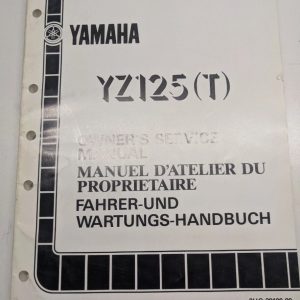 YAMAHA
YZ125(T)
OWNER'S SERVICE
MANUAL
MANUEL D'ATELIER DU
PROPRIETAIRE
FAHRER-UND
WARTUNGS-HANDBUCH